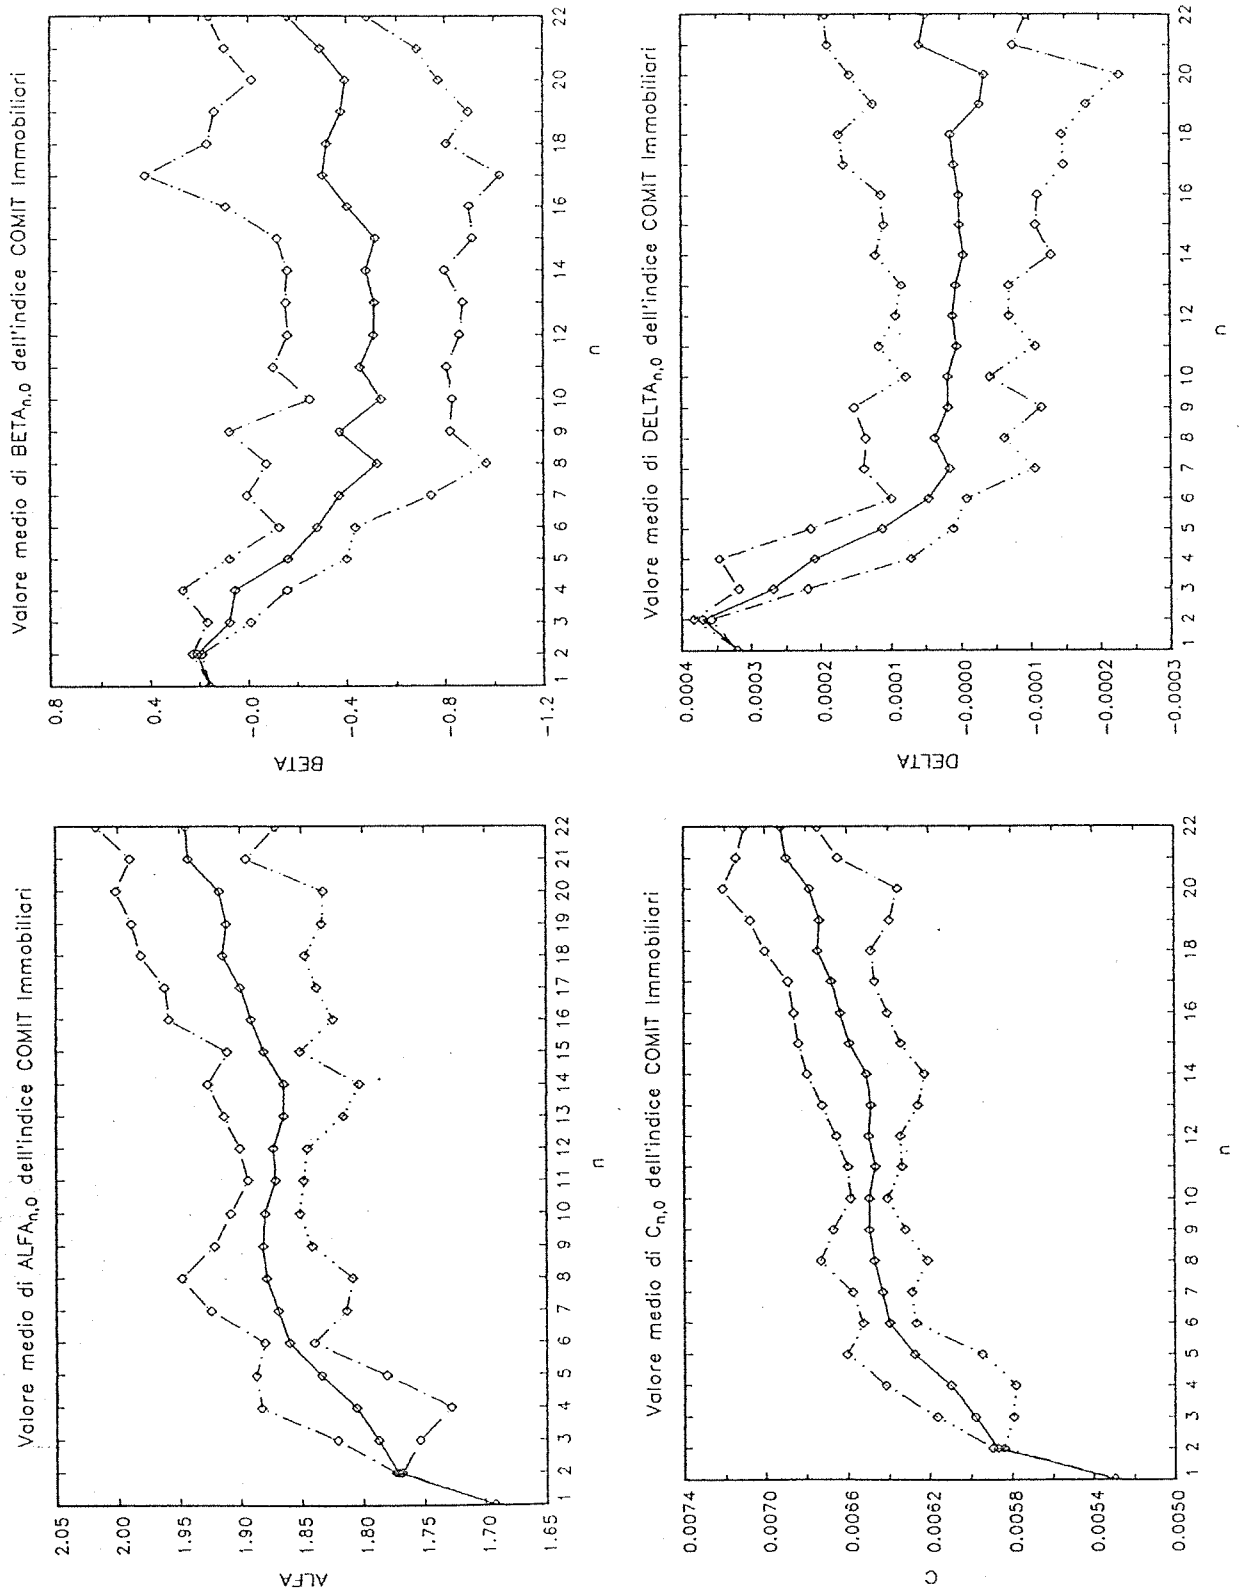 Valore medio di ALFAn,0 dell'indice COMIT Immobiliari
ALFA
2.05
2.00
1.95
1.90
1.85
1.80
1.75
1.70
1.65
1 2 3 4 5 6 7 8 9 10 11 12 13 14 15 16 17 18 19 20 21 22
n
Valore medio di BETAn,0 dell'indice COMIT Immobiliari
BETA
0.8
0.4
-0.0
-0.4
-0.8
-1.2
1 2 3 4 5 6 7 8 9 10 12 14 16 18 20 22
n
Valore medio di Cn,0 dell'indice COMIT Immobiliari
C
0.0074
0.0070
0.0066
0.0062
0.0058
0.0054
0.0050
1 2 3 4 5 6 7 8 9 10 12 14 16 18 20 22
n
Valore medio di DELTAn,0 dell'indice COMIT Immobiliari
DELTA
0.0004
0.0003
0.0002
0.0001
-0.0000
-0.0001
-0.0002
-0.0003
1 2 3 4 5 6 7 8 9 10 12 14 16 18 20 22
n